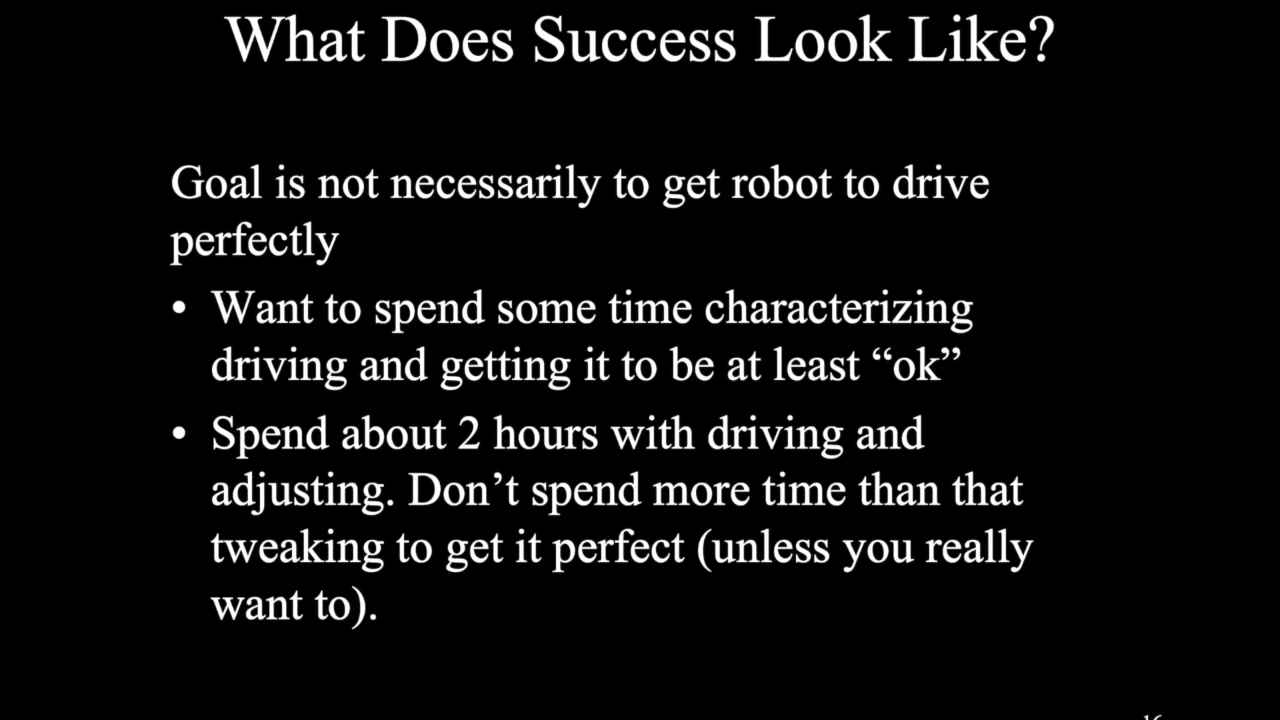 What Does Success Look Like?
Goal is not necessarily to get robot to drive
perfectly
• Want to spend some time characterizing
driving and getting it to be at least “ok”
• Spend about 2 hours with driving and
adjusting. Don’t spend more time than that
tweaking to get it perfect (unless you really
want to).